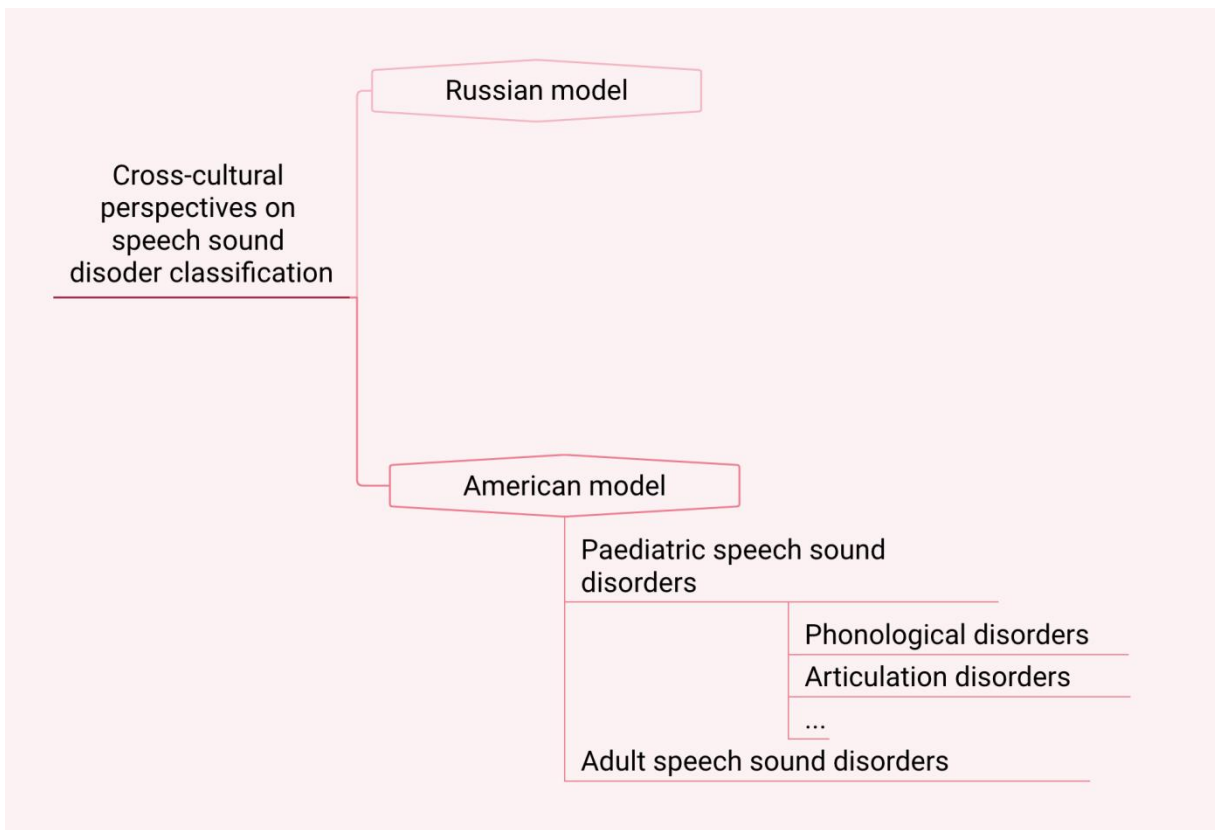 Russian model
Cross-cultural
perspectives on
speech sound
disoder classification
American model
Paediatric speech sound
disorders
Phonological disorders
Articulation disorders
...
Adult speech sound disorders